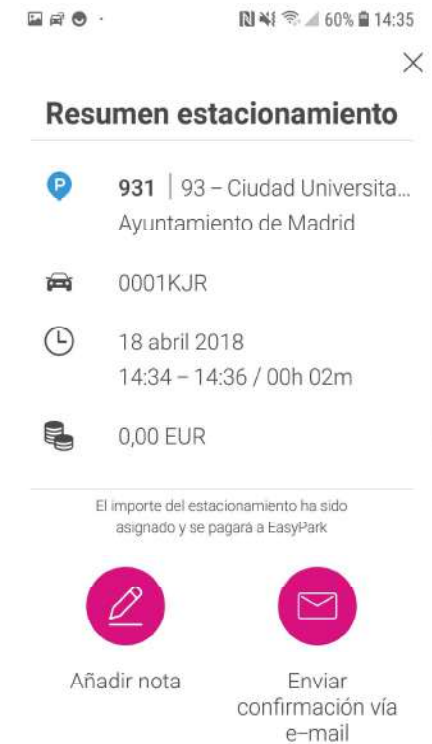 60% 14:35
Resumen estacionamiento
P
931 | 93 – Ciudad Universita...
Ayuntamiento de Madrid
0001KJR
18 abril 2018
14:34 – 14:36 / 00h 02m
0,00 EUR
El importe del estacionamiento ha sido
asignado y se pagará a EasyPark
Añadir nota
Enviar
confirmación vía
e-mail